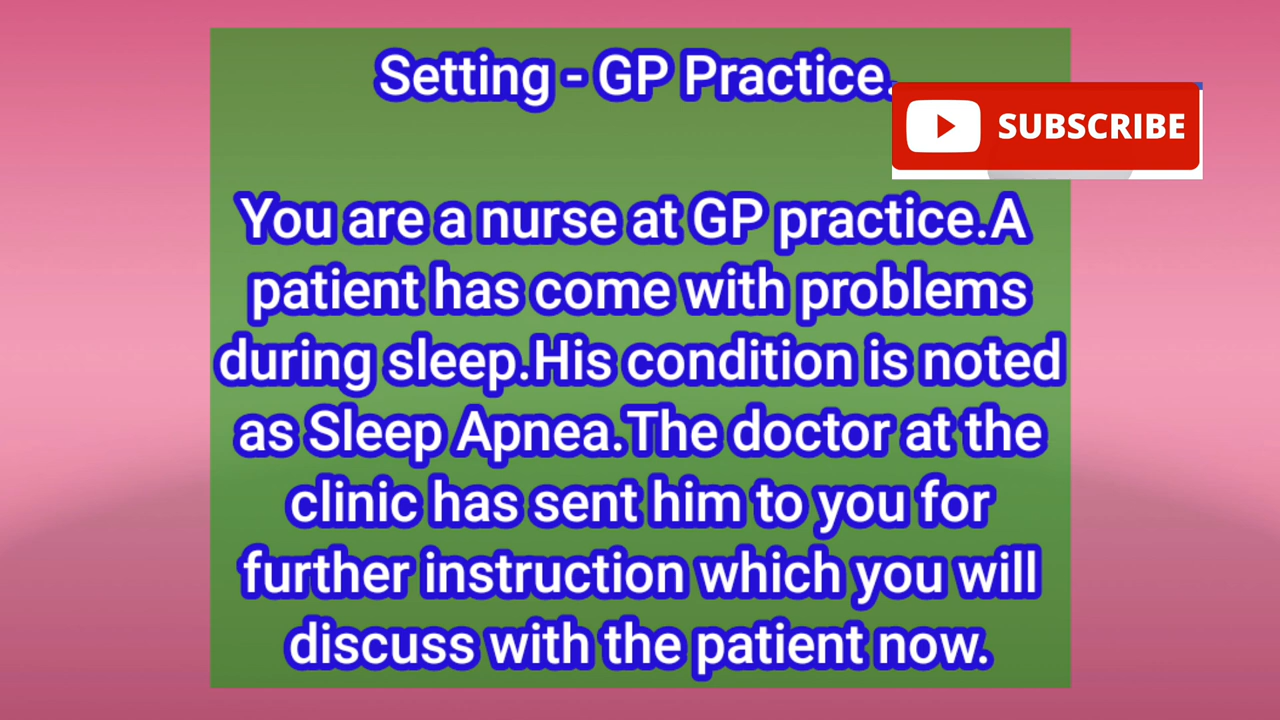 Setting - GP Practice.
SUBSCRIBE
You are a nurse at GP practice.A
patient has come with problems
during sleep.His condition is noted
as Sleep Apnea.The doctor at the
clinic has sent him to you for
further instruction which you will
discuss with the patient now.